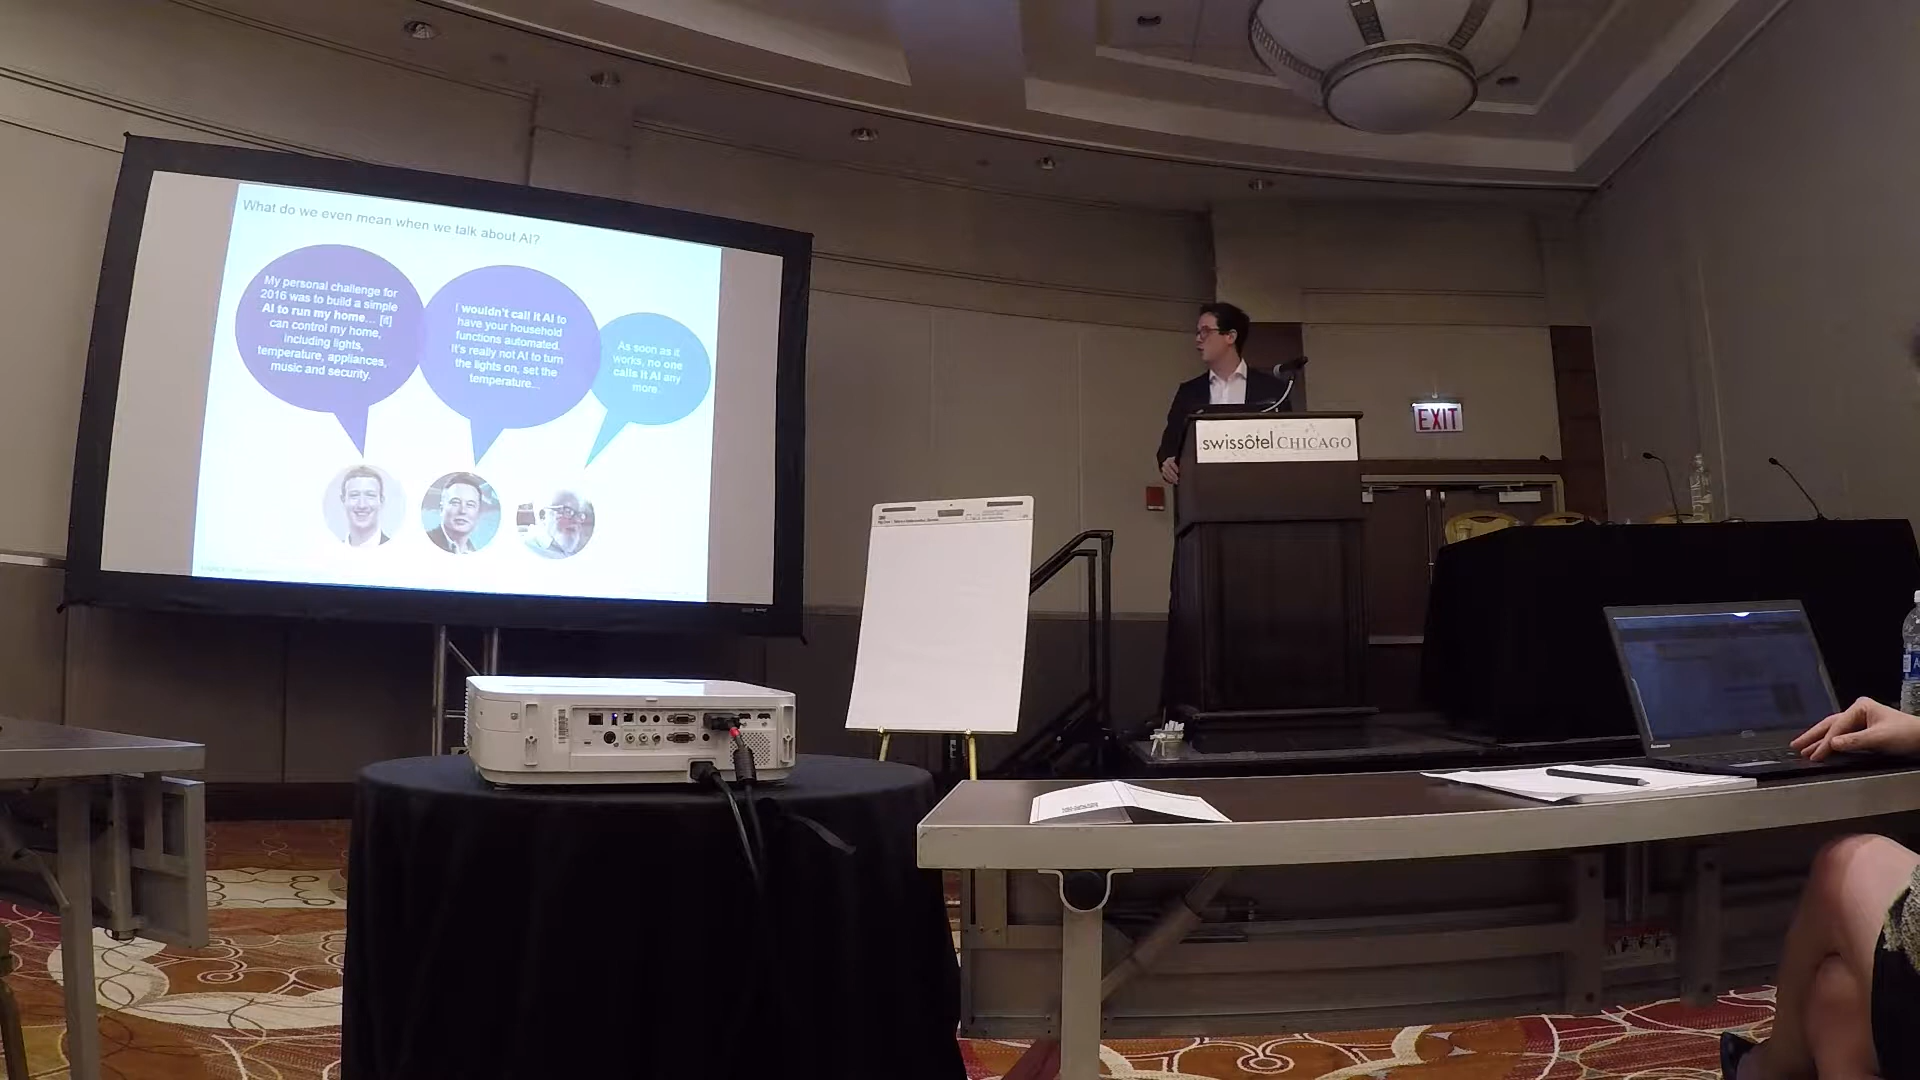 What do we even mean when we talk about AI?
My personal challenge for
2016 was to build a simple
AI to run my home... [it]
can control my home,
including lights,
temperature, appliances,
music and security.
I wouldn't call it AI to
have your household
functions automated.
It's really not AI to turn
the lights on, set the
temperature...
As soon as it
works, no one
calls it AI any
more.
swissôtel CHICAGO
EXIT